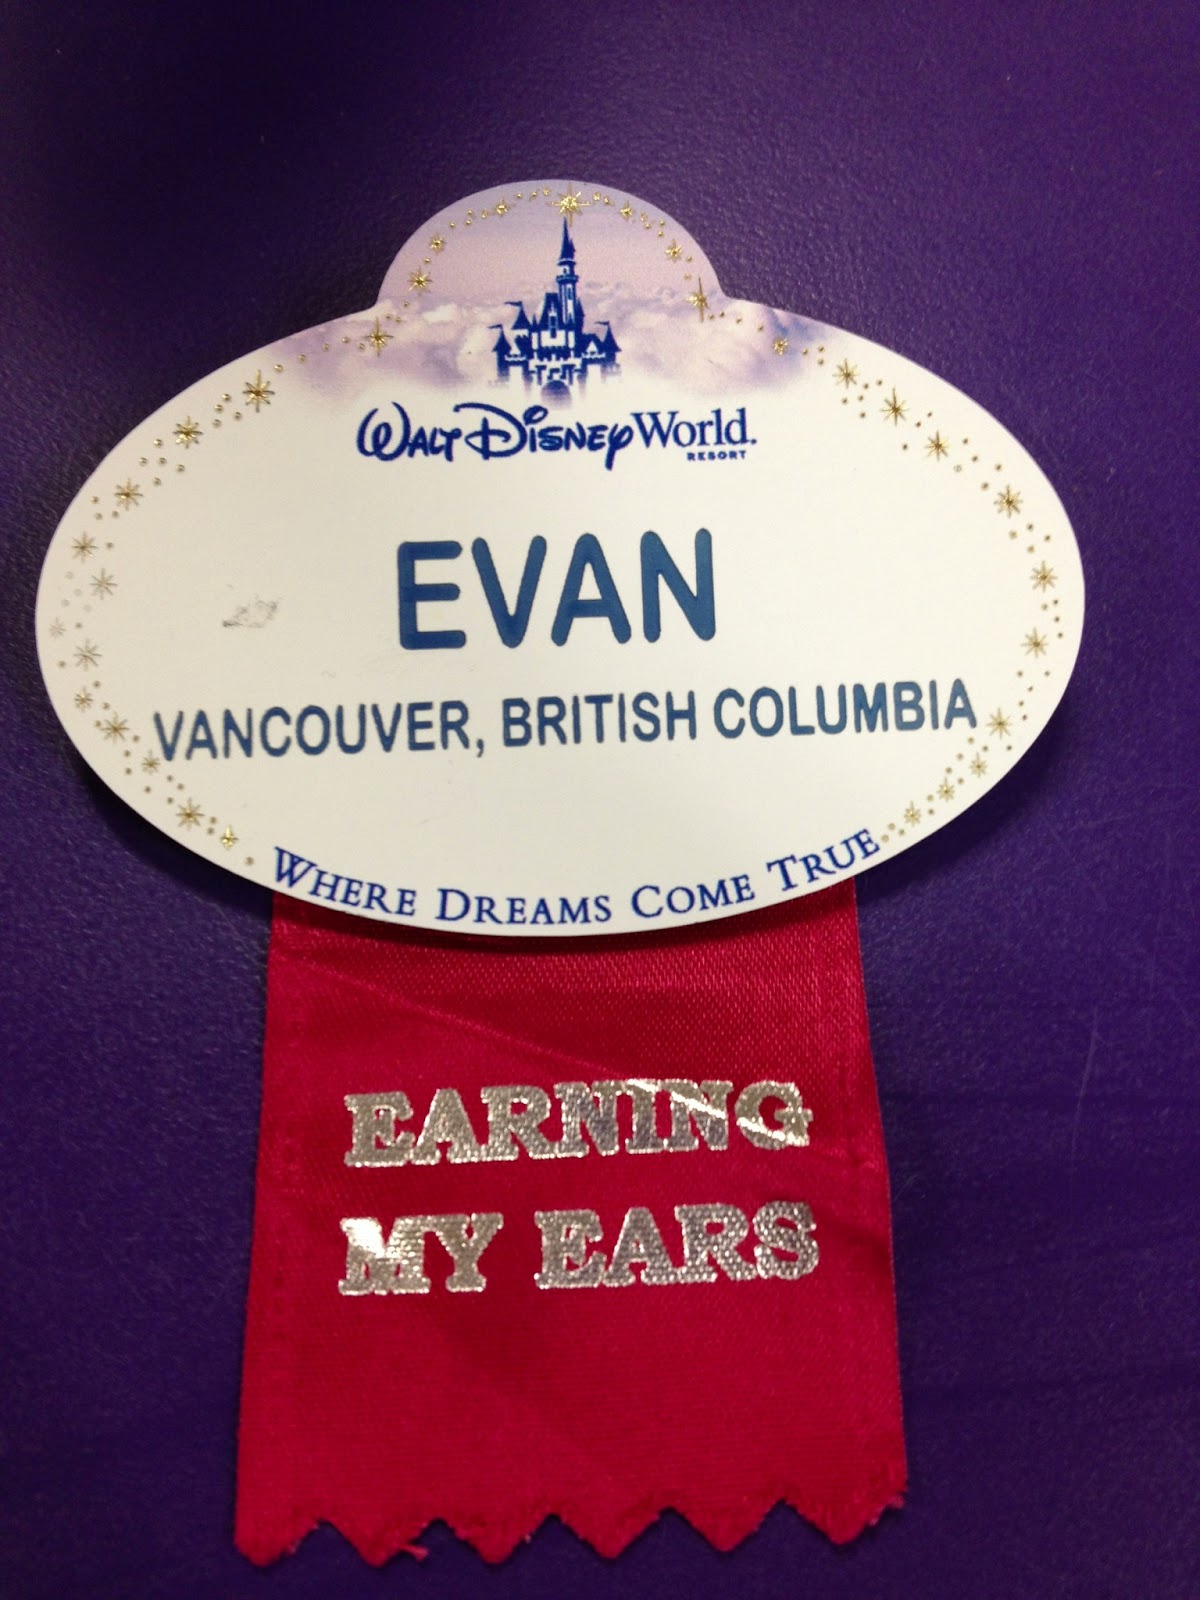 Walt Disney World.
RESORT
EVAN
VANCOUVER, BRITISH COLUMBIA
WHERE DREAMS COME TRUE
EARNING
MY EARS